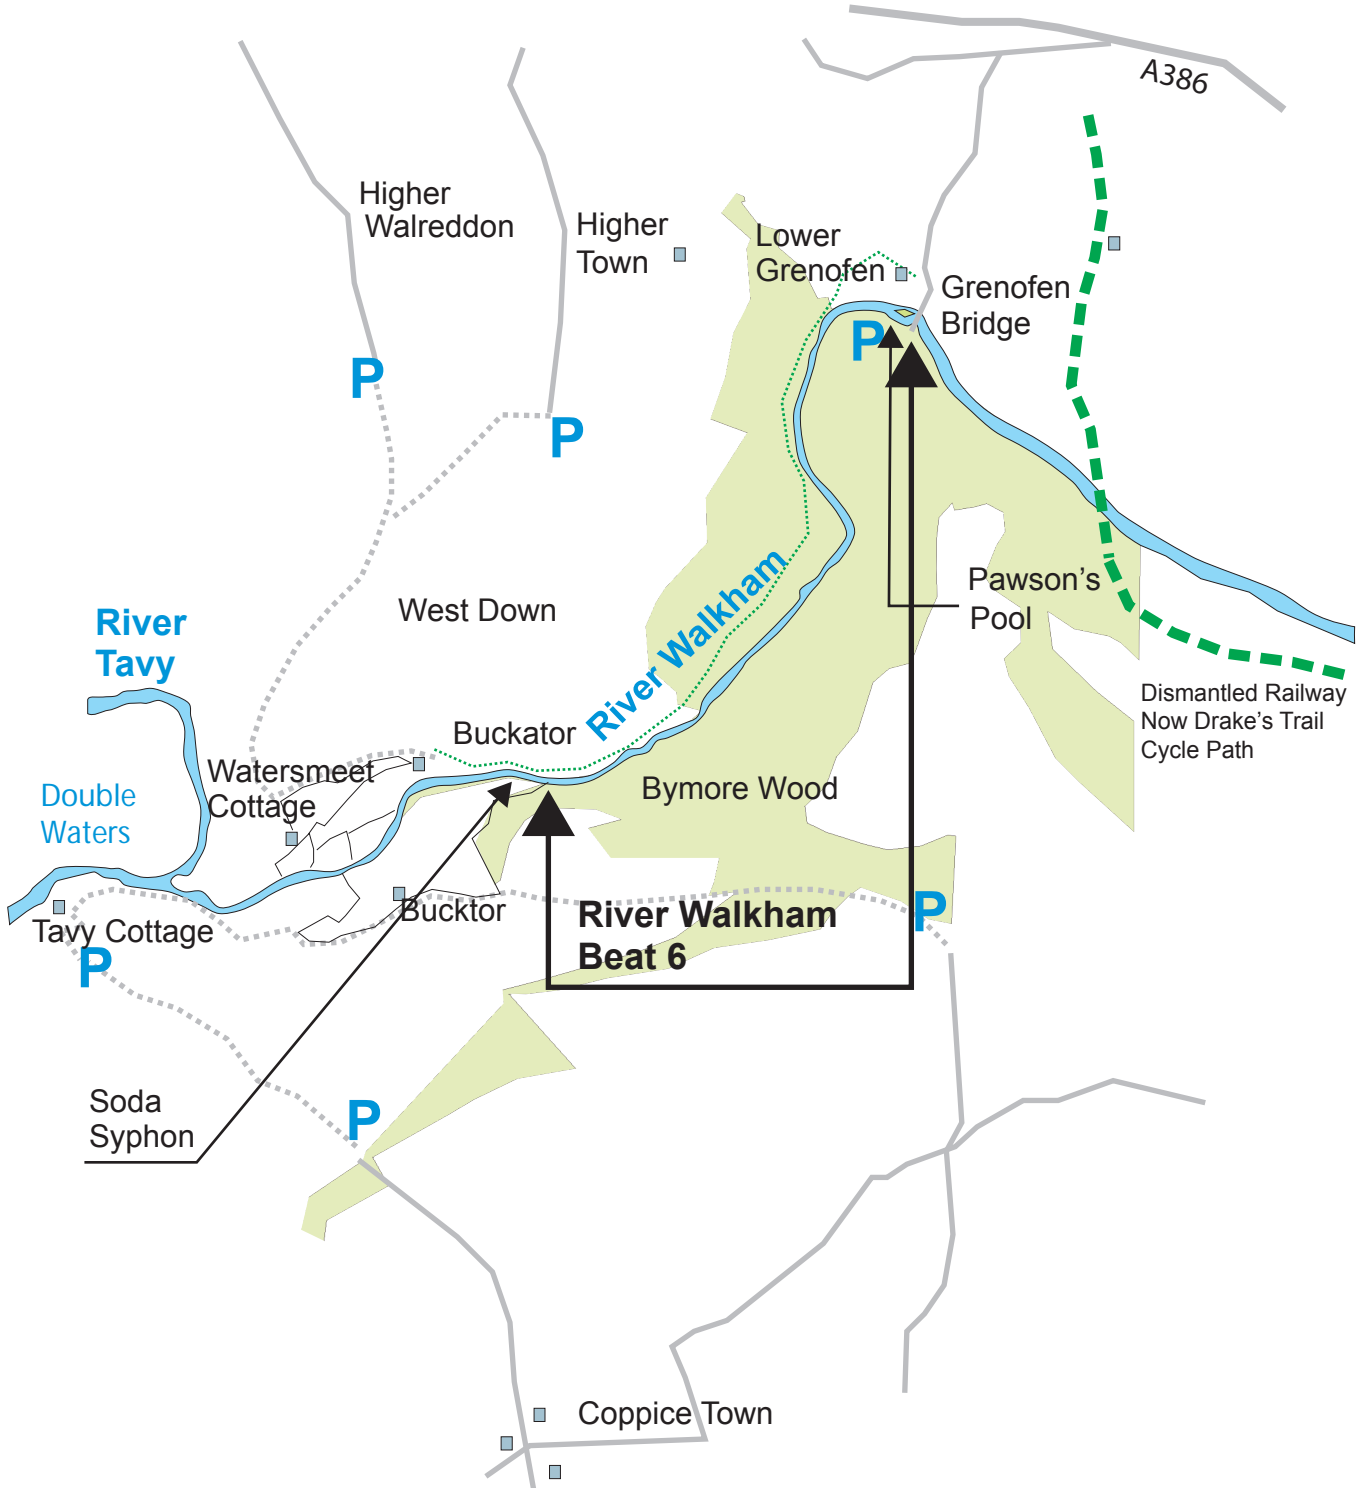 A386
Higher
Walreddon
Higher
Town
Lower
Grenofen
Grenofen
Bridge
P
P
P
Pawson's
Pool
West Down
River Walkham
River
Tavy
Dismantled Railway
Now Drake's Trail
Cycle Path
Buckator
Watersmeet
Cottage
Bymore Wood
Double
Waters
Bucktor
River Walkham
Beat 6
P
Tavy Cottage
P
Soda
Syphon
P
Coppice Town